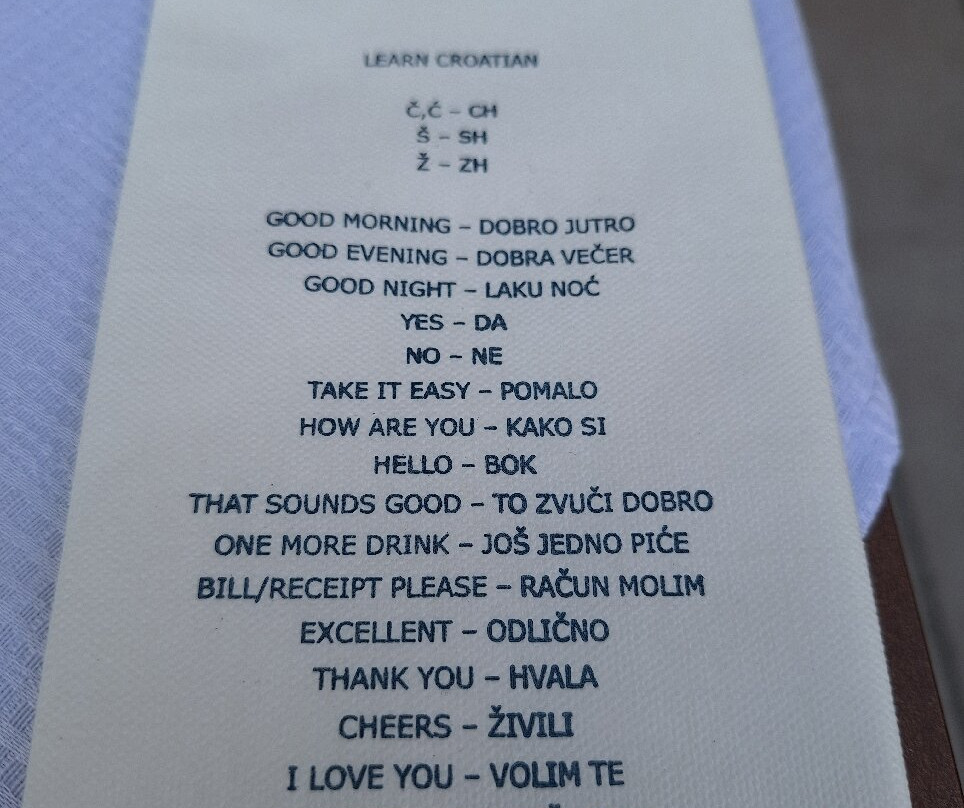 LEARN CROATIAN
Č,Ć – CH
Š – SH
Ž – ZH
GOOD MORNING – DOBRO JUTRO
GOOD EVENING – DOBRA VEČER
GOOD NIGHT – LAKU NOĆ
YES – DA
NO – NE
TAKE IT EASY – POMALO
HOW ARE YOU – KAKO SI
HELLO – BOK
THAT SOUNDS GOOD – TO ZVUČI DOBRO
ONE MORE DRINK – JOŠ JEDNO PIĆE
BILL/RECEIPT PLEASE – RAČUN MOLIM
EXCELLENT – ODLIČNO
THANK YOU – HVALA
CHEERS – ŽIVILI
I LOVE YOU – VOLIM TE